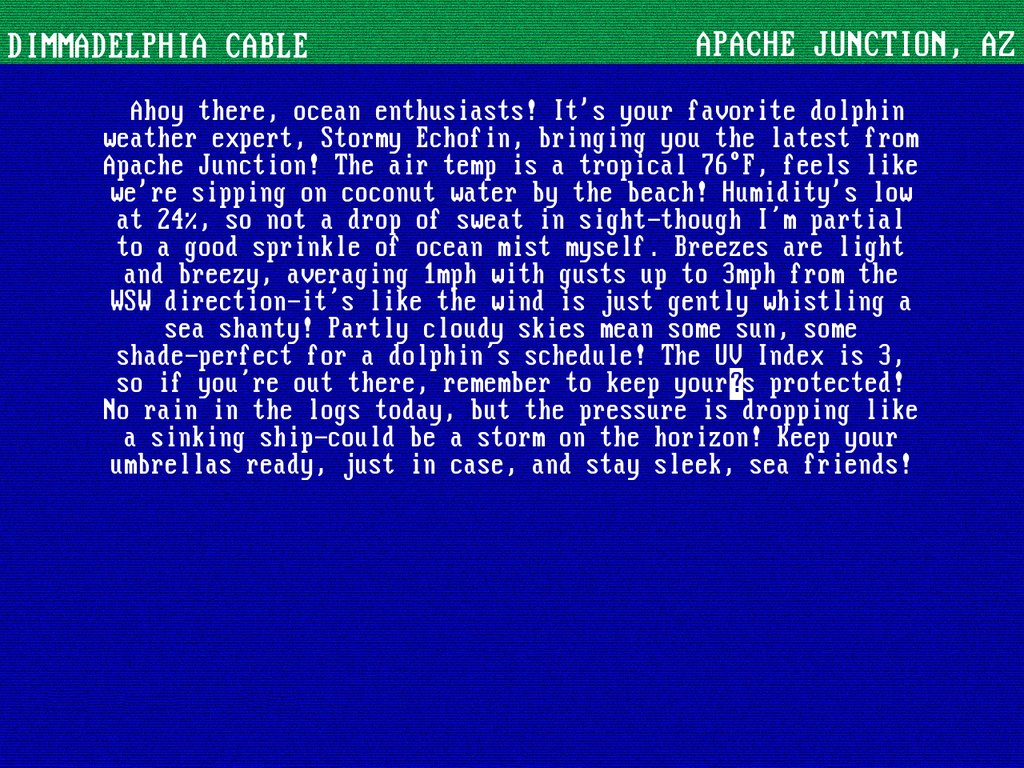 DIMMADELPHIA CABLE
APACHE JUNCTION, AZ
Ahoy there, ocean enthusiasts! It's your favorite dolphin
weather expert, Stormy Echofin, bringing you the latest from
Apache Junction! The air temp is a tropical 76°F, feels like
we're sipping on coconut water by the beach! Humidity's low
at 24%, so not a drop of sweat in sight-though I'm partial
to a good sprinkle of ocean mist myself. Breezes are light
and breezy, averaging 1mph with gusts up to 3mph from the
WSW direction-it's like the wind is just gently whistling a
sea shanty! Partly cloudy skies mean some sun, some
shade-perfect for a dolphin's schedule! The UV Index is 3,
so if you're out there, remember to keep your?s protected!
No rain in the logs today, but the pressure is dropping like
a sinking ship-could be a storm on the horizon! Keep your
umbrellas ready, just in case, and stay sleek, sea friends!